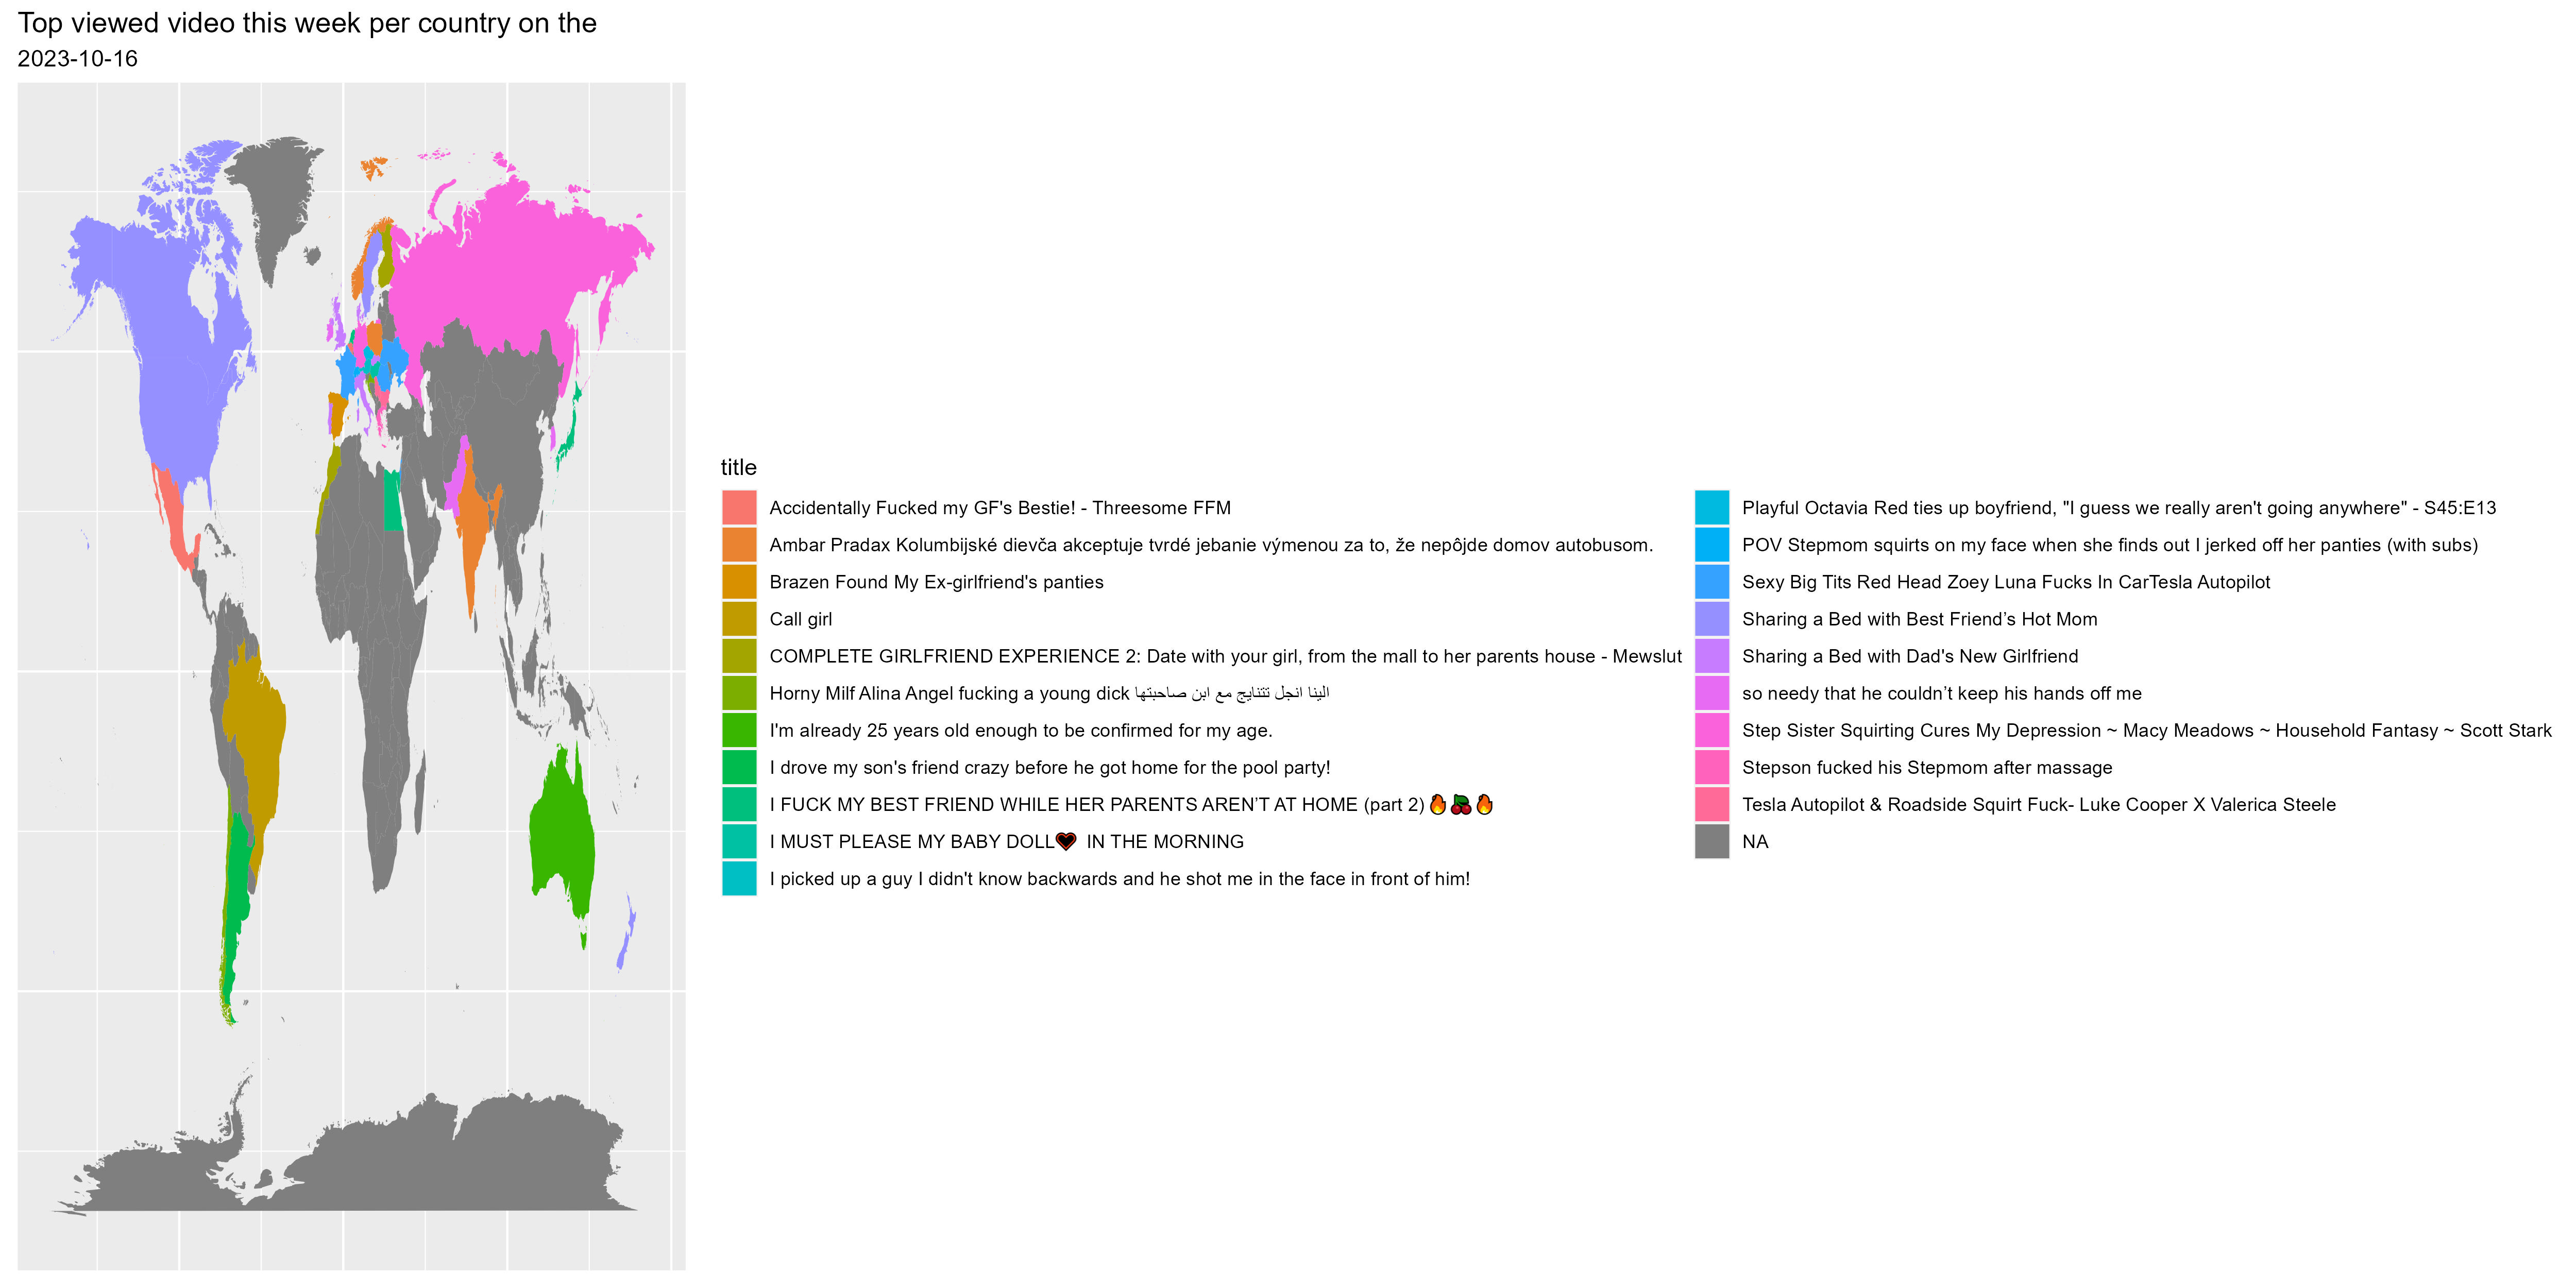 Top viewed video this week per country on the
2023-10-16
title
Accidentally Fucked my GF's Bestie! - Threesome FFM
Ambar Pradax Kolumbijské dievča akceptuje tvrdé jebanie výmenou za to, že nepôjde domov autobusom.
Brazen Found My Ex-girlfriend's panties
Call girl
COMPLETE GIRLFRIEND EXPERIENCE 2: Date with your girl, from the mall to her parents house - Mewslut
Horny Milf Alina Angel fucking a young dick الينا انجل تتنايج مع ابن صاحبتها
I'm already 25 years old enough to be confirmed for my age.
I drove my son's friend crazy before he got home for the pool party!
I FUCK MY BEST FRIEND WHILE HER PARENTS AREN’T AT HOME (part 2)🔥🍒🔥
I MUST PLEASE MY BABY DOLL🖤 IN THE MORNING
I picked up a guy I didn't know backwards and he shot me in the face in front of him!
Playful Octavia Red ties up boyfriend, "I guess we really aren't going anywhere" - S45:E13
POV Stepmom squirts on my face when she finds out I jerked off her panties (with subs)
Sexy Big Tits Red Head Zoey Luna Fucks In CarTesla Autopilot
Sharing a Bed with Best Friend’s Hot Mom
Sharing a Bed with Dad's New Girlfriend
so needy that he couldn’t keep his hands off me
Step Sister Squirting Cures My Depression ~ Macy Meadows ~ Household Fantasy ~ Scott Stark
Stepson fucked his Stepmom after massage
Tesla Autopilot & Roadside Squirt Fuck- Luke Cooper X Valerica Steele
NA